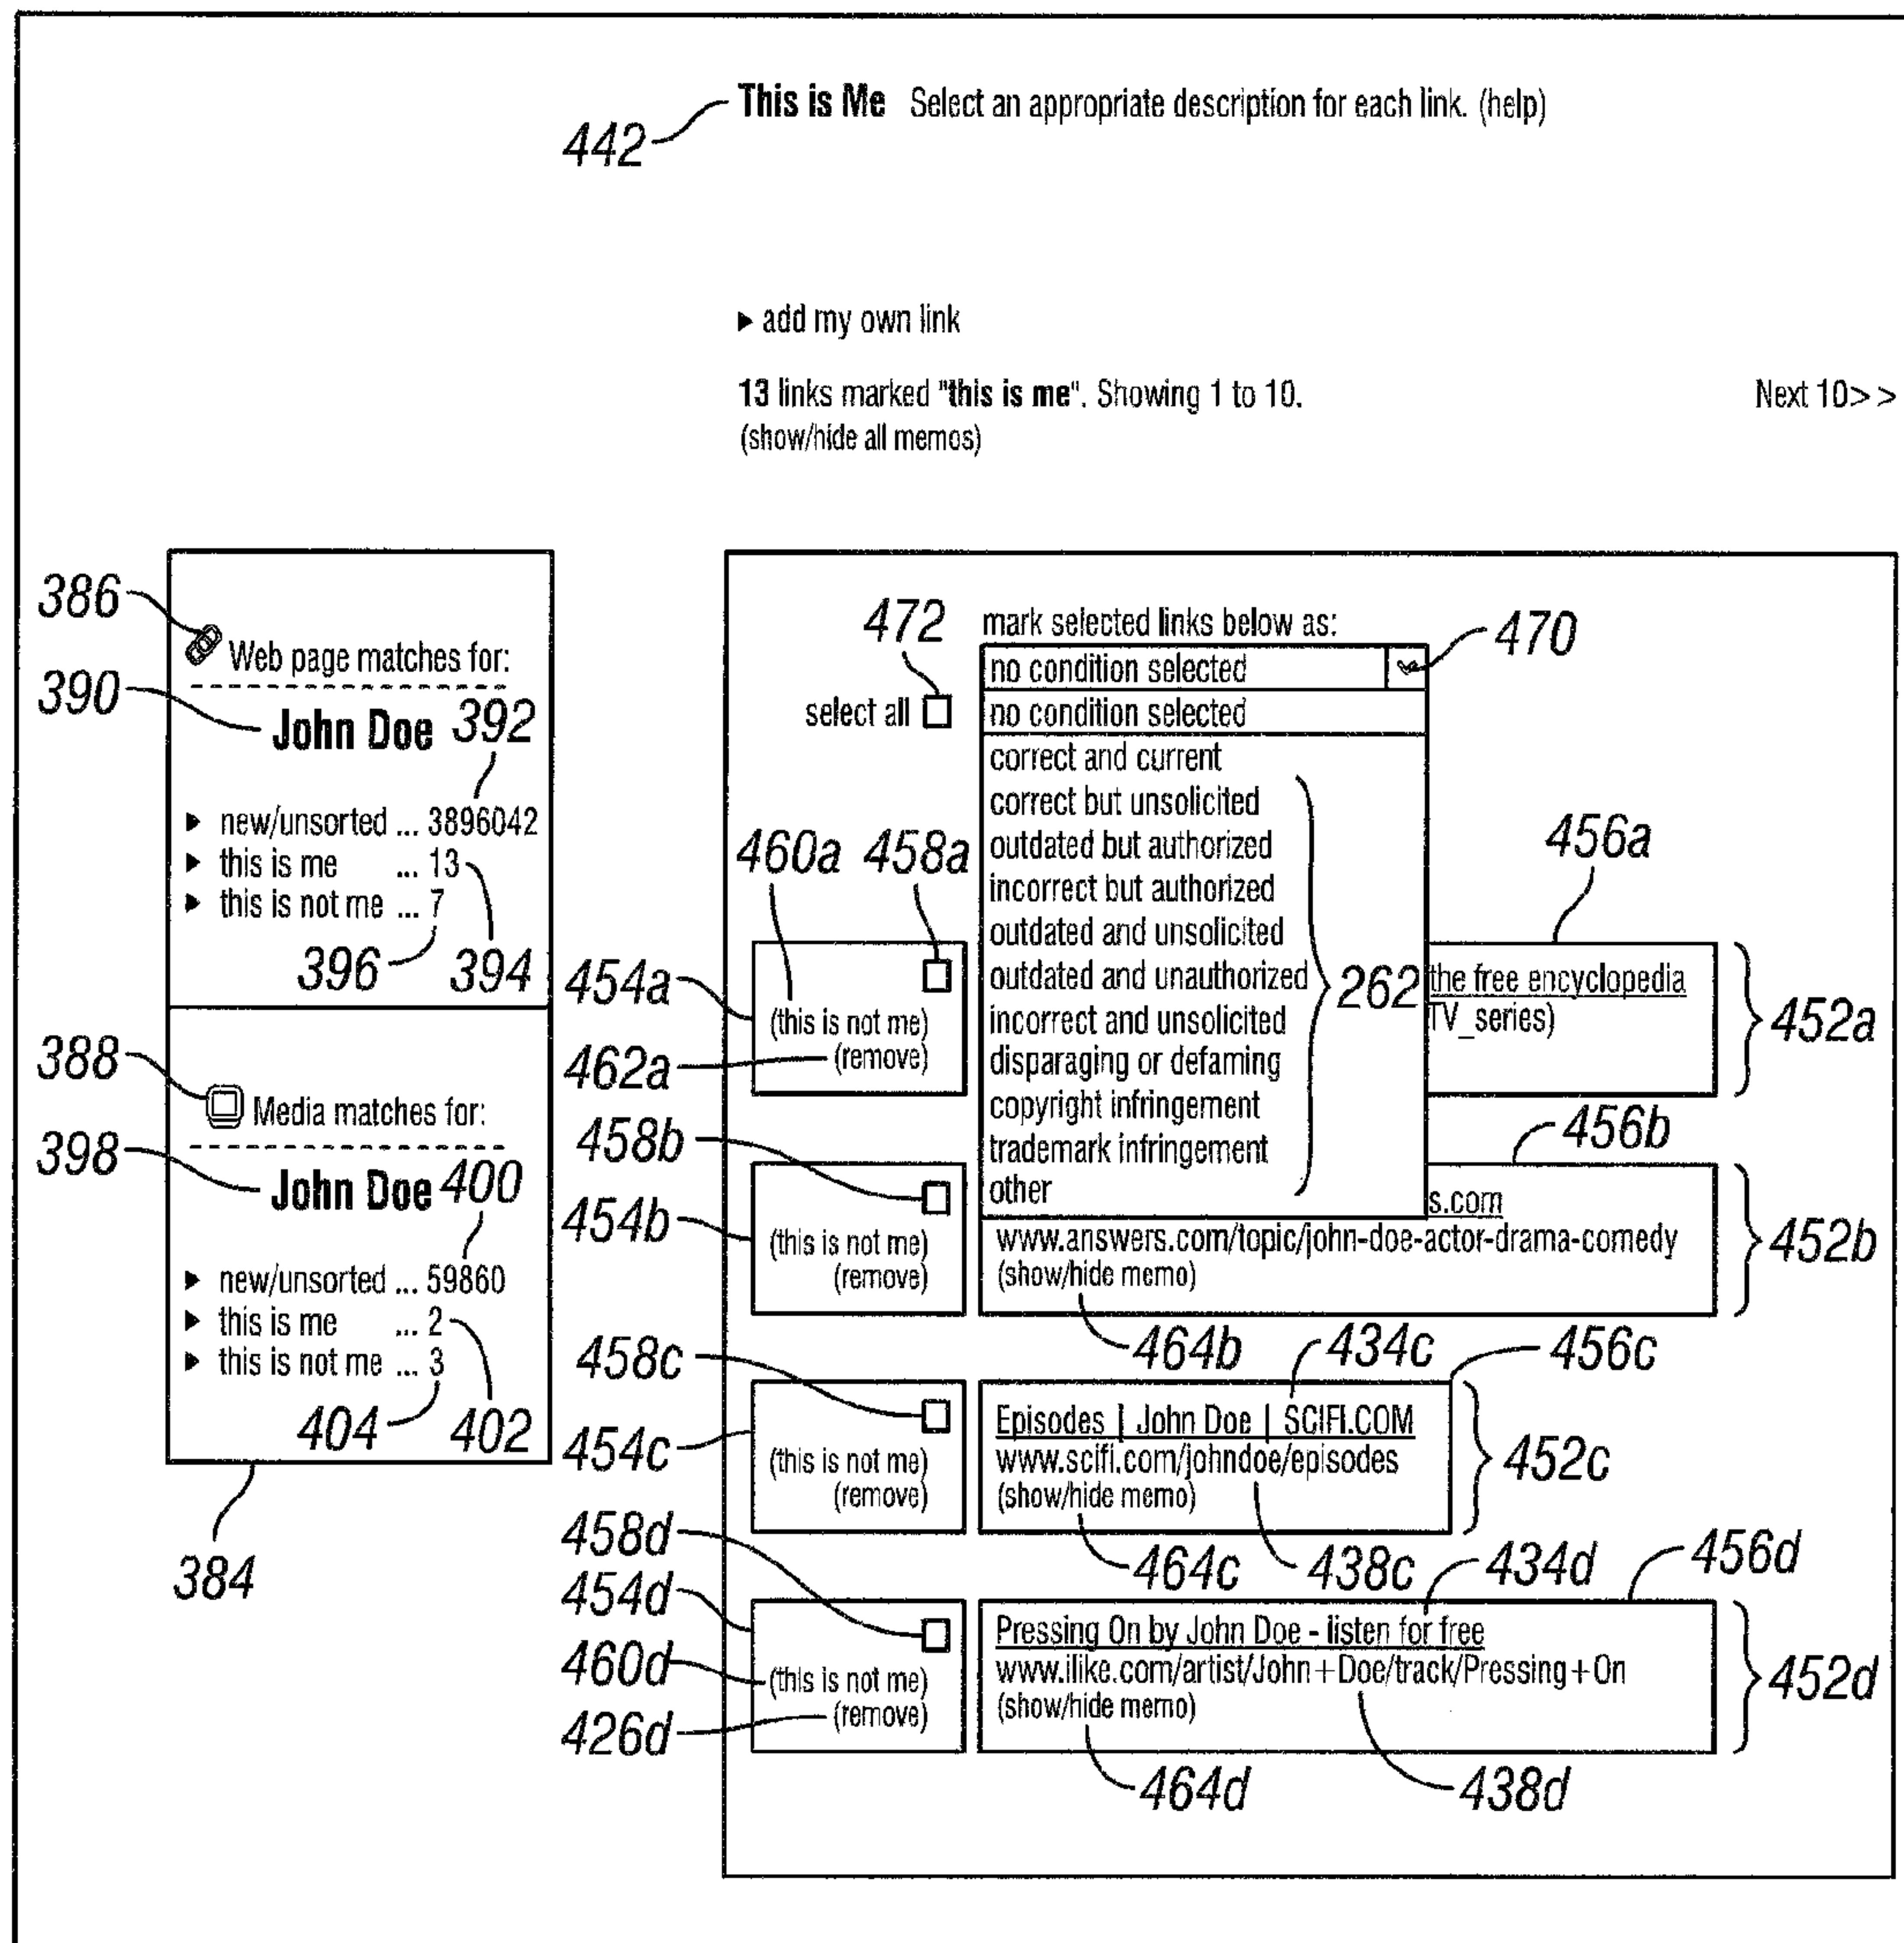 This is Me Select an appropriate description for each link. (help)
442
▶ add my own link
13 links marked "this is me". Showing 1 to 10. Next 10>>
(show/hide all memos)
386
Web page matches for:
390
John Doe 392
▶ new/unsorted ... 3896042
▶ this is me ... 13
▶ this is not me ... 7
396 394
388
Media matches for:
398
John Doe 400
▶ new/unsorted ... 59860
▶ this is me ... 2
▶ this is not me ... 3
404 402
384
472 mark selected links below as: 470
no condition selected
select all no condition selected
correct and current
correct but unsolicited
outdated but authorized
incorrect but authorized
outdated and unsolicited
outdated and unauthorized
incorrect and unsolicited
disparaging or defaming
copyright infringement
trademark infringement
other
262
460a 458a 456a
454a the free encyclopedia 452a
(this is not me) TV_series)
462a (remove)
458b 456b
454b s.com 452b
(this is not me) www.answers.com/topic/john-doe-actor-drama-comedy
(remove) (show/hide memo)
464b 434c 456c
458c
454c Episodes | John Doe | SCIFI.COM 452c
(this is not me) www.scifi.com/johndoe/episodes
(remove) (show/hide memo)
464c 438c 434d 456d
458d
454d Pressing On by John Doe - listen for free
460d (this is not me) www.ilike.com/artist/John+Doe/track/Pressing+On 452d
426d (remove) (show/hide memo)
464d 438d